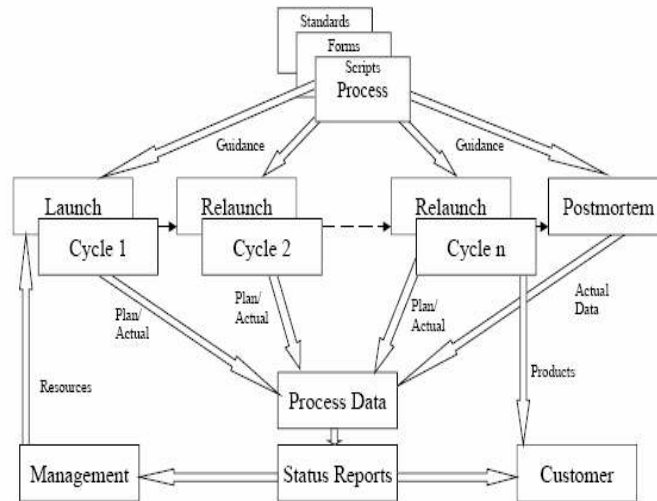 Standards
Forms
Scripts
Process
Guidance
Guidance
Launch
Relaunch
Relaunch
Postmortem
Cycle 1
Cycle 2
Cycle n
Plan/
Actual
Plan/
Actual
Plan/
Actual
Actual
Data
Resources
Process Data
Products
Management
Status Reports
Customer